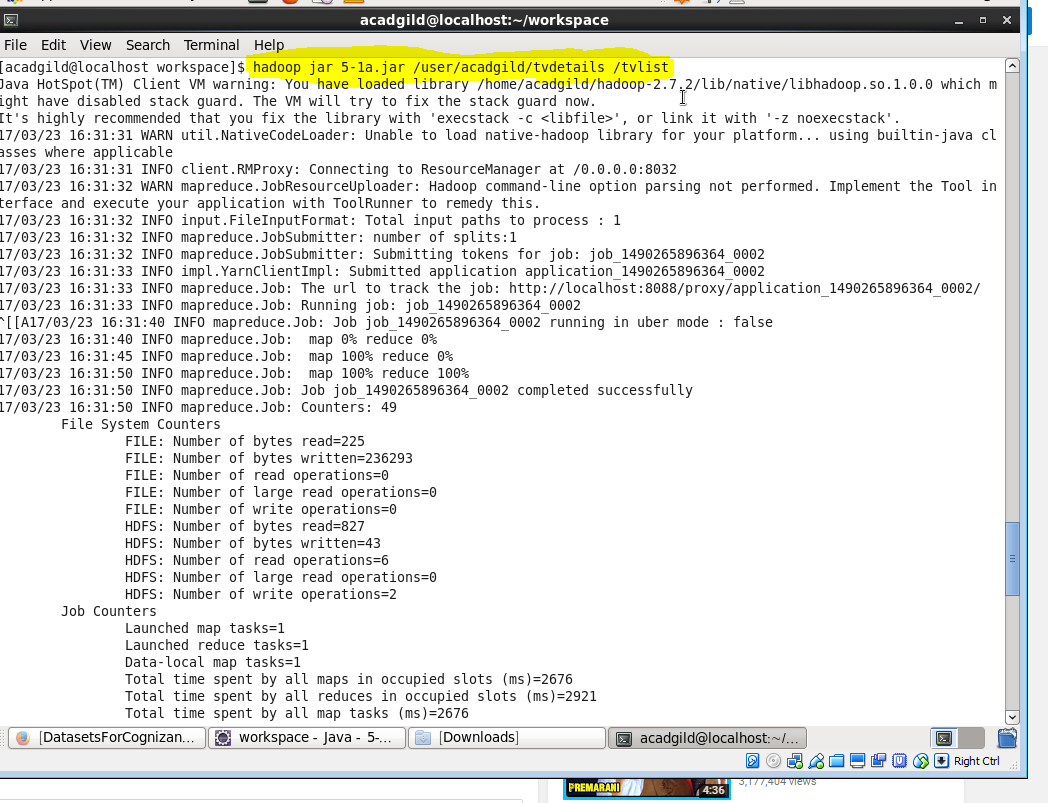 acadgild@localhost:~/workspace
File Edit View Search Terminal Help
[acadgild@localhost workspace]$ hadoop jar 5-1a.jar /user/acadgild/tvdetails /tvlist
Java HotSpot(TM) Client VM warning: You have loaded library /home/acadgild/hadoop-2.7.2/lib/native/libhadoop.so.1.0.0 which m
ight have disabled stack guard. The VM will try to fix the stack guard now.
It's highly recommended that you fix the library with 'execstack -c <libfile>', or link it with '-z noexecstack'.
17/03/23 16:31:31 WARN util.NativeCodeLoader: Unable to load native-hadoop library for your platform... using builtin-java cl
asses where applicable
17/03/23 16:31:31 INFO client.RMProxy: Connecting to ResourceManager at /0.0.0.0:8032
17/03/23 16:31:32 WARN mapreduce.JobResourceUploader: Hadoop command-line option parsing not performed. Implement the Tool in
terface and execute your application with ToolRunner to remedy this.
17/03/23 16:31:32 INFO input.FileInputFormat: Total input paths to process : 1
17/03/23 16:31:32 INFO mapreduce.JobSubmitter: number of splits:1
17/03/23 16:31:32 INFO mapreduce.JobSubmitter: Submitting tokens for job: job_1490265896364_0002
17/03/23 16:31:33 INFO impl.YarnClientImpl: Submitted application application_1490265896364_0002
17/03/23 16:31:33 INFO mapreduce.Job: The url to track the job: http://localhost:8088/proxy/application_1490265896364_0002/
17/03/23 16:31:33 INFO mapreduce.Job: Running job: job_1490265896364_0002
^[[A17/03/23 16:31:40 INFO mapreduce.Job: Job job_1490265896364_0002 running in uber mode : false
17/03/23 16:31:40 INFO mapreduce.Job:  map 0% reduce 0%
17/03/23 16:31:45 INFO mapreduce.Job:  map 100% reduce 0%
17/03/23 16:31:50 INFO mapreduce.Job:  map 100% reduce 100%
17/03/23 16:31:50 INFO mapreduce.Job: Job job_1490265896364_0002 completed successfully
17/03/23 16:31:50 INFO mapreduce.Job: Counters: 49
File System Counters
FILE: Number of bytes read=225
FILE: Number of bytes written=236293
FILE: Number of read operations=0
FILE: Number of large read operations=0
FILE: Number of write operations=0
HDFS: Number of bytes read=827
HDFS: Number of bytes written=43
HDFS: Number of read operations=6
HDFS: Number of large read operations=0
HDFS: Number of write operations=2
Job Counters
Launched map tasks=1
Launched reduce tasks=1
Data-local map tasks=1
Total time spent by all maps in occupied slots (ms)=2676
Total time spent by all reduces in occupied slots (ms)=2921
Total time spent by all map tasks (ms)=2676
[DatasetsForCognizan... workspace - Java - 5-... [Downloads] acadgild@localhost:~/...
Right Ctrl
PREMARANI 4:36 3,177,404 views